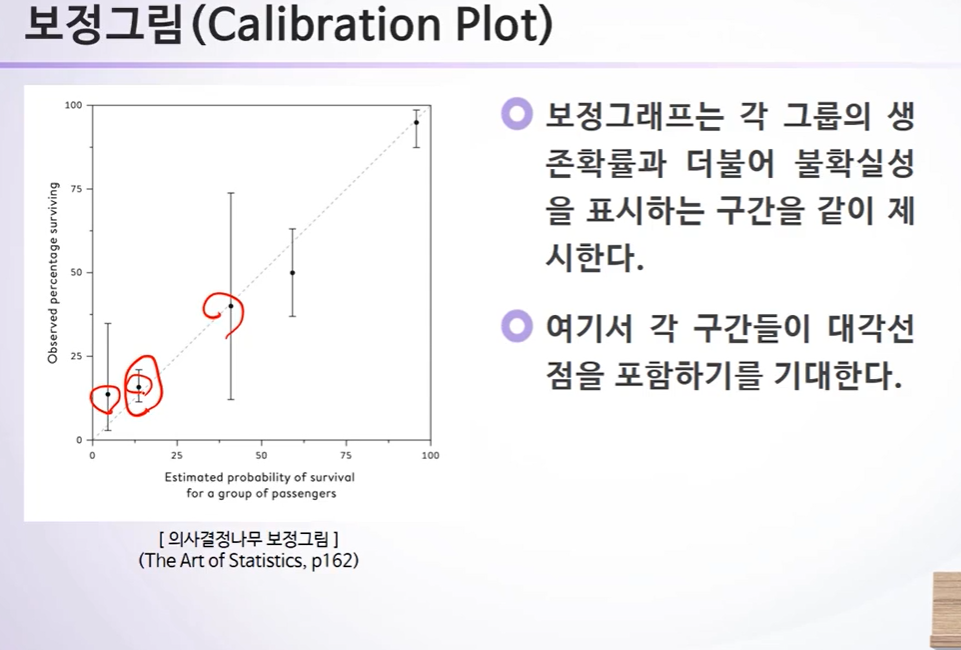 보정그림(Calibration Plot)
100
75
50
25
0
Observed percentage surviving
0 25 50 75 100
Estimated probability of survival
for a group of passengers
[ 의사결정나무 보정그림 ]
(The Art of Statistics, p162)
보정그래프는 각 그룹의 생
존확률과 더불어 불확실성
을 표시하는 구간을 같이 제
시한다.
여기서 각 구간들이 대각선
점을 포함하기를 기대한다.